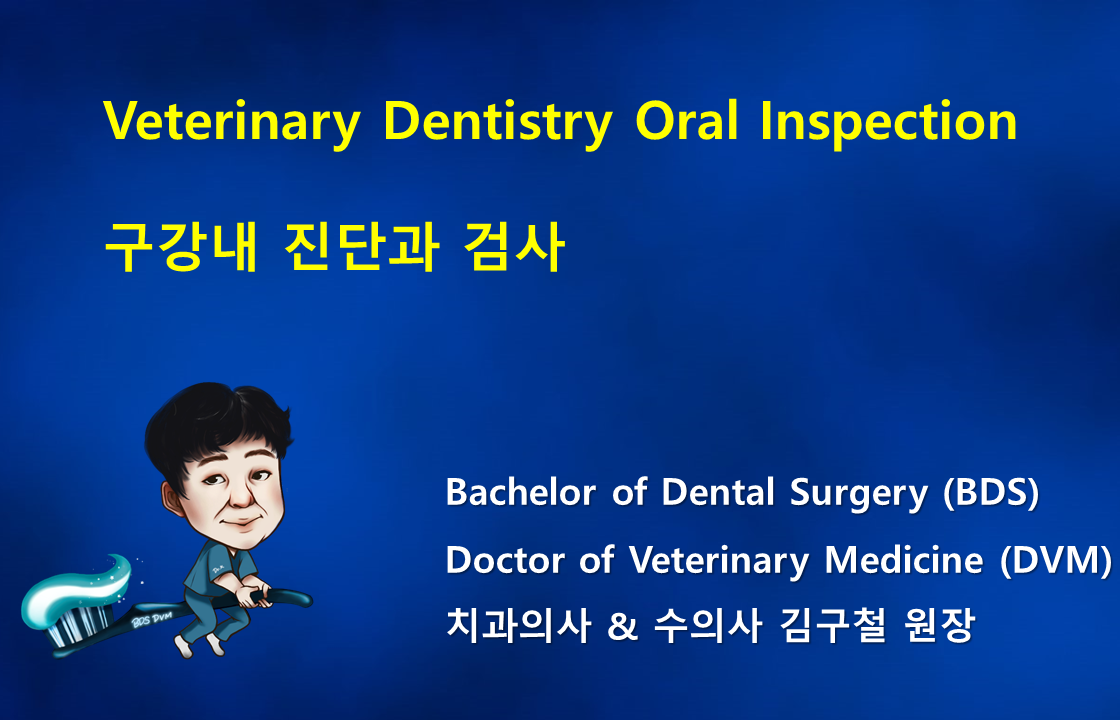 Veterinary Dentistry Oral Inspection
구강내 진단과 검사
Bachelor of Dental Surgery (BDS)
Doctor of Veterinary Medicine (DVM)
치과의사 & 수의사 김구철 원장
BDS DVM